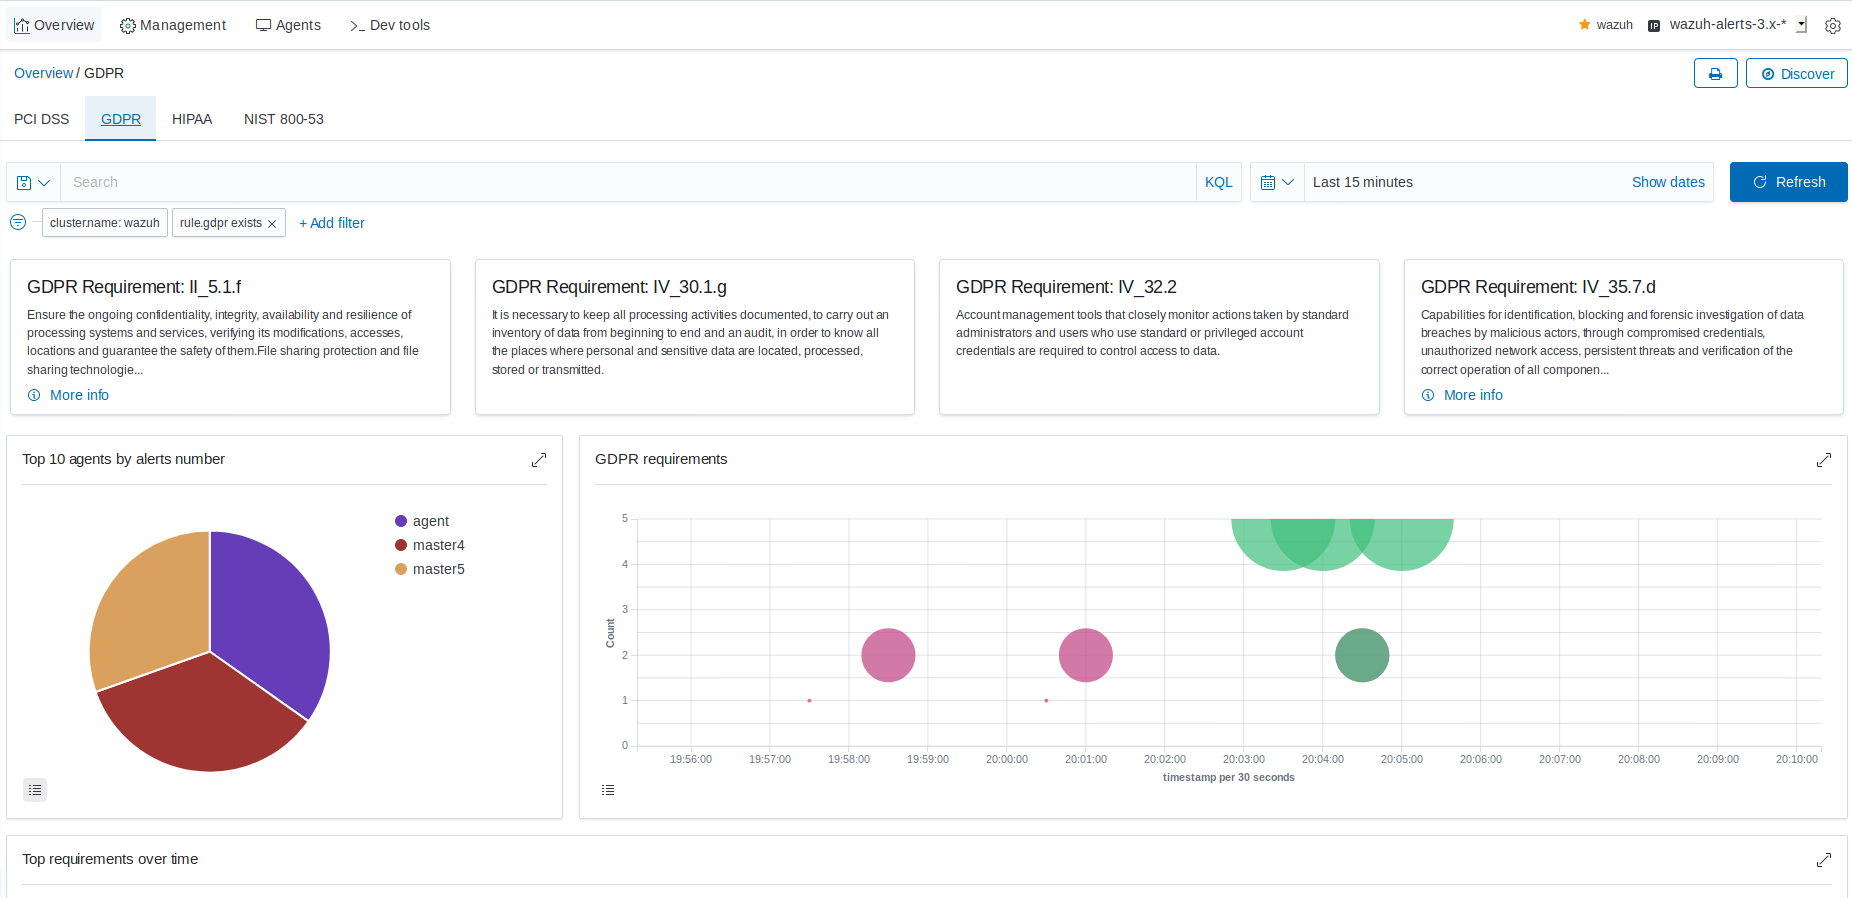 Overview Management Agents Dev tools wazuh IP wazuh-alerts-3.x-*
Overview / GDPR Discover
PCI DSS GDPR HIPAA NIST 800-53
Search KQL Last 15 minutes Show dates Refresh
cluster.name: wazuh rule.gdpr exists × + Add filter
GDPR Requirement: II_5.1.f
Ensure the ongoing confidentiality, integrity, availability and resilience of
processing systems and services, verifying its modifications, accesses,
locations and guarantee the safety of them.File sharing protection and file
sharing technologie...
More info
GDPR Requirement: IV_30.1.g
It is necessary to keep all processing activities documented, to carry out an
inventory of data from beginning to end and an audit, in order to know all
the places where personal and sensitive data are located, processed,
stored or transmitted.
GDPR Requirement: IV_32.2
Account management tools that closely monitor actions taken by standard
administrators and users who use standard or privileged account
credentials are required to control access to data.
GDPR Requirement: IV_35.7.d
Capabilities for identification, blocking and forensic investigation of data
breaches by malicious actors, through compromised credentials,
unauthorized network access, persistent threats and verification of the
correct operation of all componen...
More info
Top 10 agents by alerts number
agent
master4
master5
GDPR requirements
5
4
3
2
1
0
Count
19:56:00 19:57:00 19:58:00 19:59:00 20:00:00 20:01:00 20:02:00 20:03:00 20:04:00 20:05:00 20:06:00 20:07:00 20:08:00 20:09:00 20:10:00
timestamp per 30 seconds
Top requirements over time